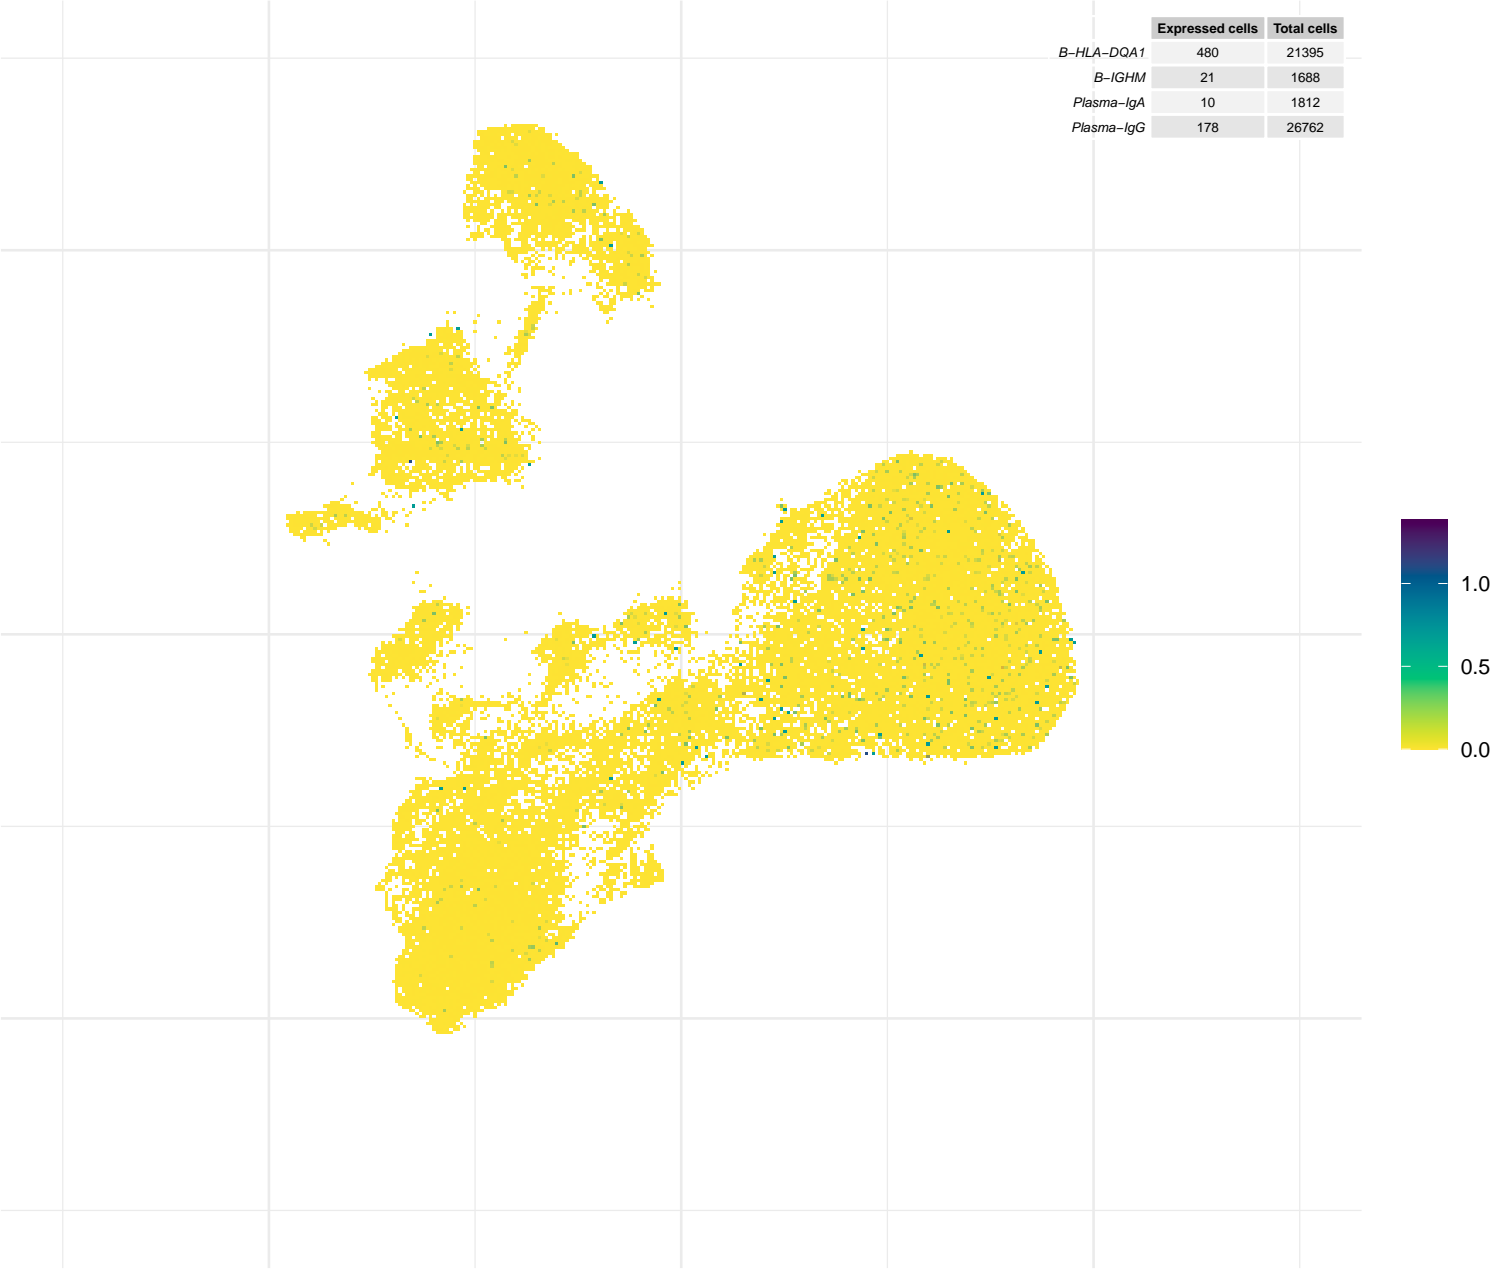 Expressed cells Total cells
B−HLA−DQA1 480 21395
B−IGHM 21 1688
Plasma−IgA 10 1812
Plasma−IgG 178 26762
1.0
0.5
0.0